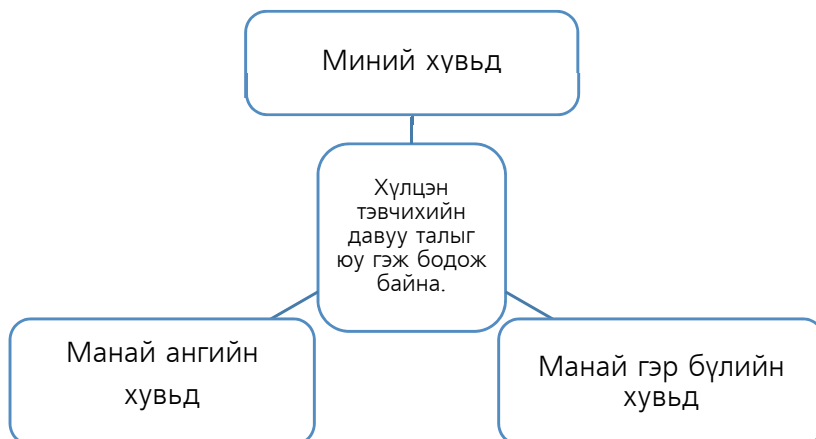 Миний хувьд
Хүлцэн
тэвчихийн
давуу талыг
юу гэж бодож
байна.
Манай ангийн
хувьд
Манай гэр бүлийн
хувьд